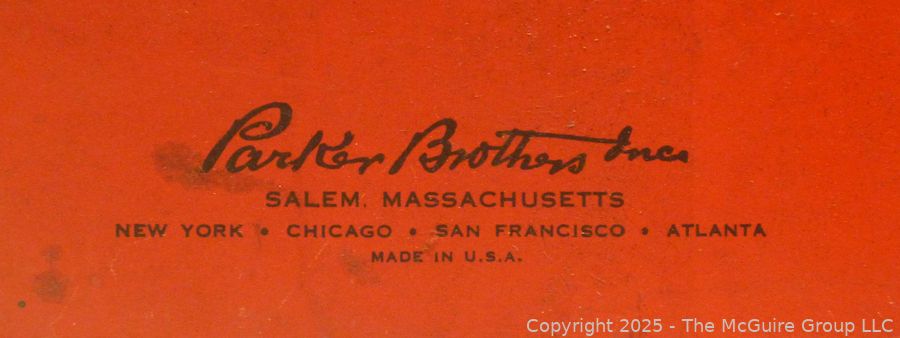 Parker Brothers Inc.
SALEM, MASSACHUSETTS
NEW YORK • CHICAGO • SAN FRANCISCO • ATLANTA
MADE IN U.S.A.
Copyright 2025 - The McGuire Group LLC